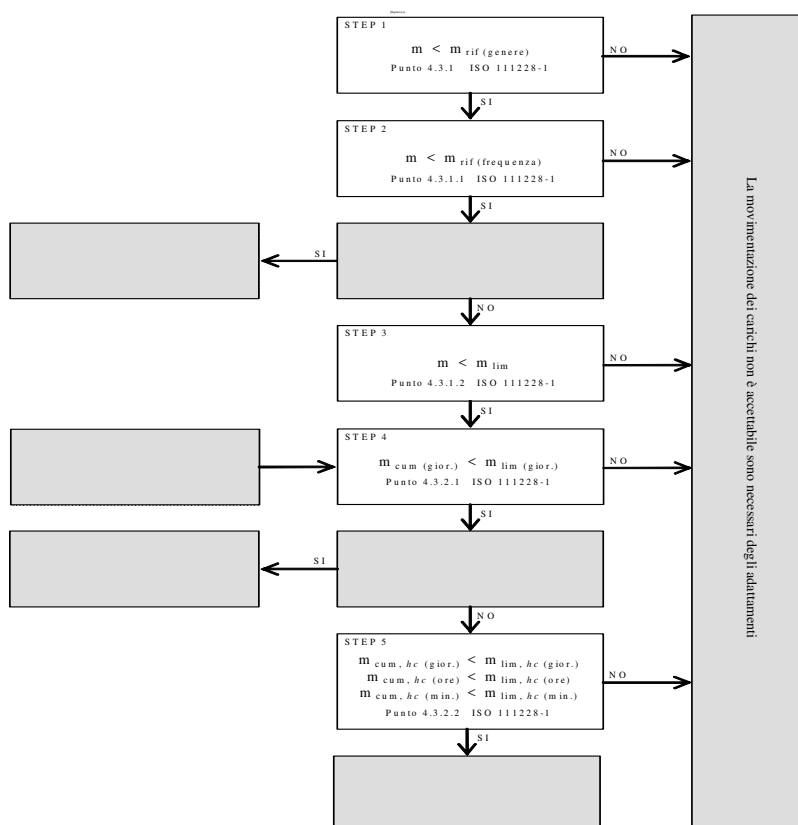 STEP 1
m < m rif (genere)
Punto 4.3.1 ISO 111228-1
NO
SI
STEP 2
m < m rif (frequenza)
Punto 4.3.1.1 ISO 111228-1
NO
SI
SI
NO
STEP 3
m < m lim
Punto 4.3.1.2 ISO 111228-1
NO
SI
STEP 4
m cum (gior.) < m lim (gior.)
Punto 4.3.2.1 ISO 111228-1
NO
SI
SI
NO
STEP 5
m cum, hc (gior.) < m lim, hc (gior.)
m cum, hc (ore) < m lim, hc (ore)
m cum, hc (min.) < m lim, hc (min.)
Punto 4.3.2.2 ISO 111228-1
NO
SI
La movimentazione dei carichi non è accettabile sono necessari degli adattamenti